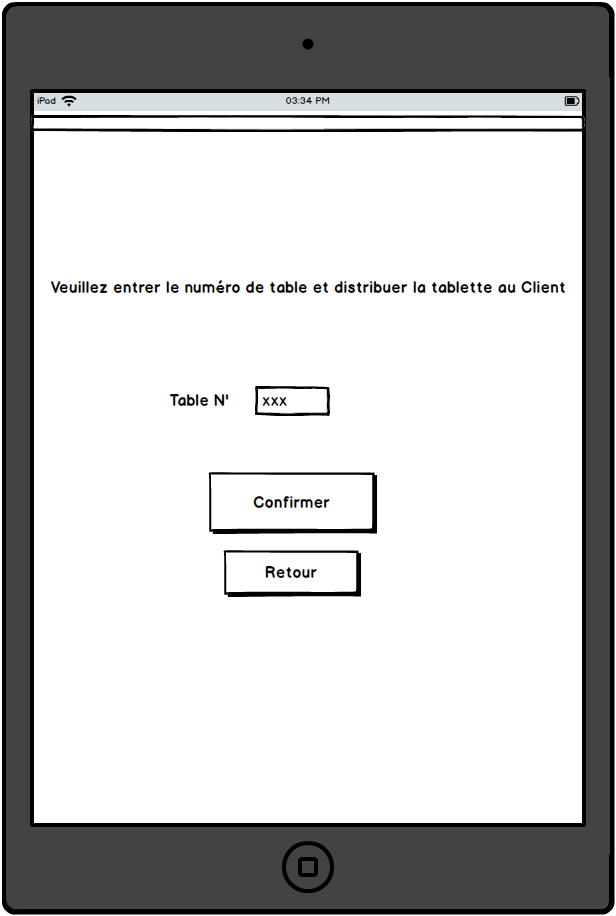 iPad 03:34 PM
Veuillez entrer le numéro de table et distribuer la tablette au Client
Table N' xxx
Confirmer
Retour